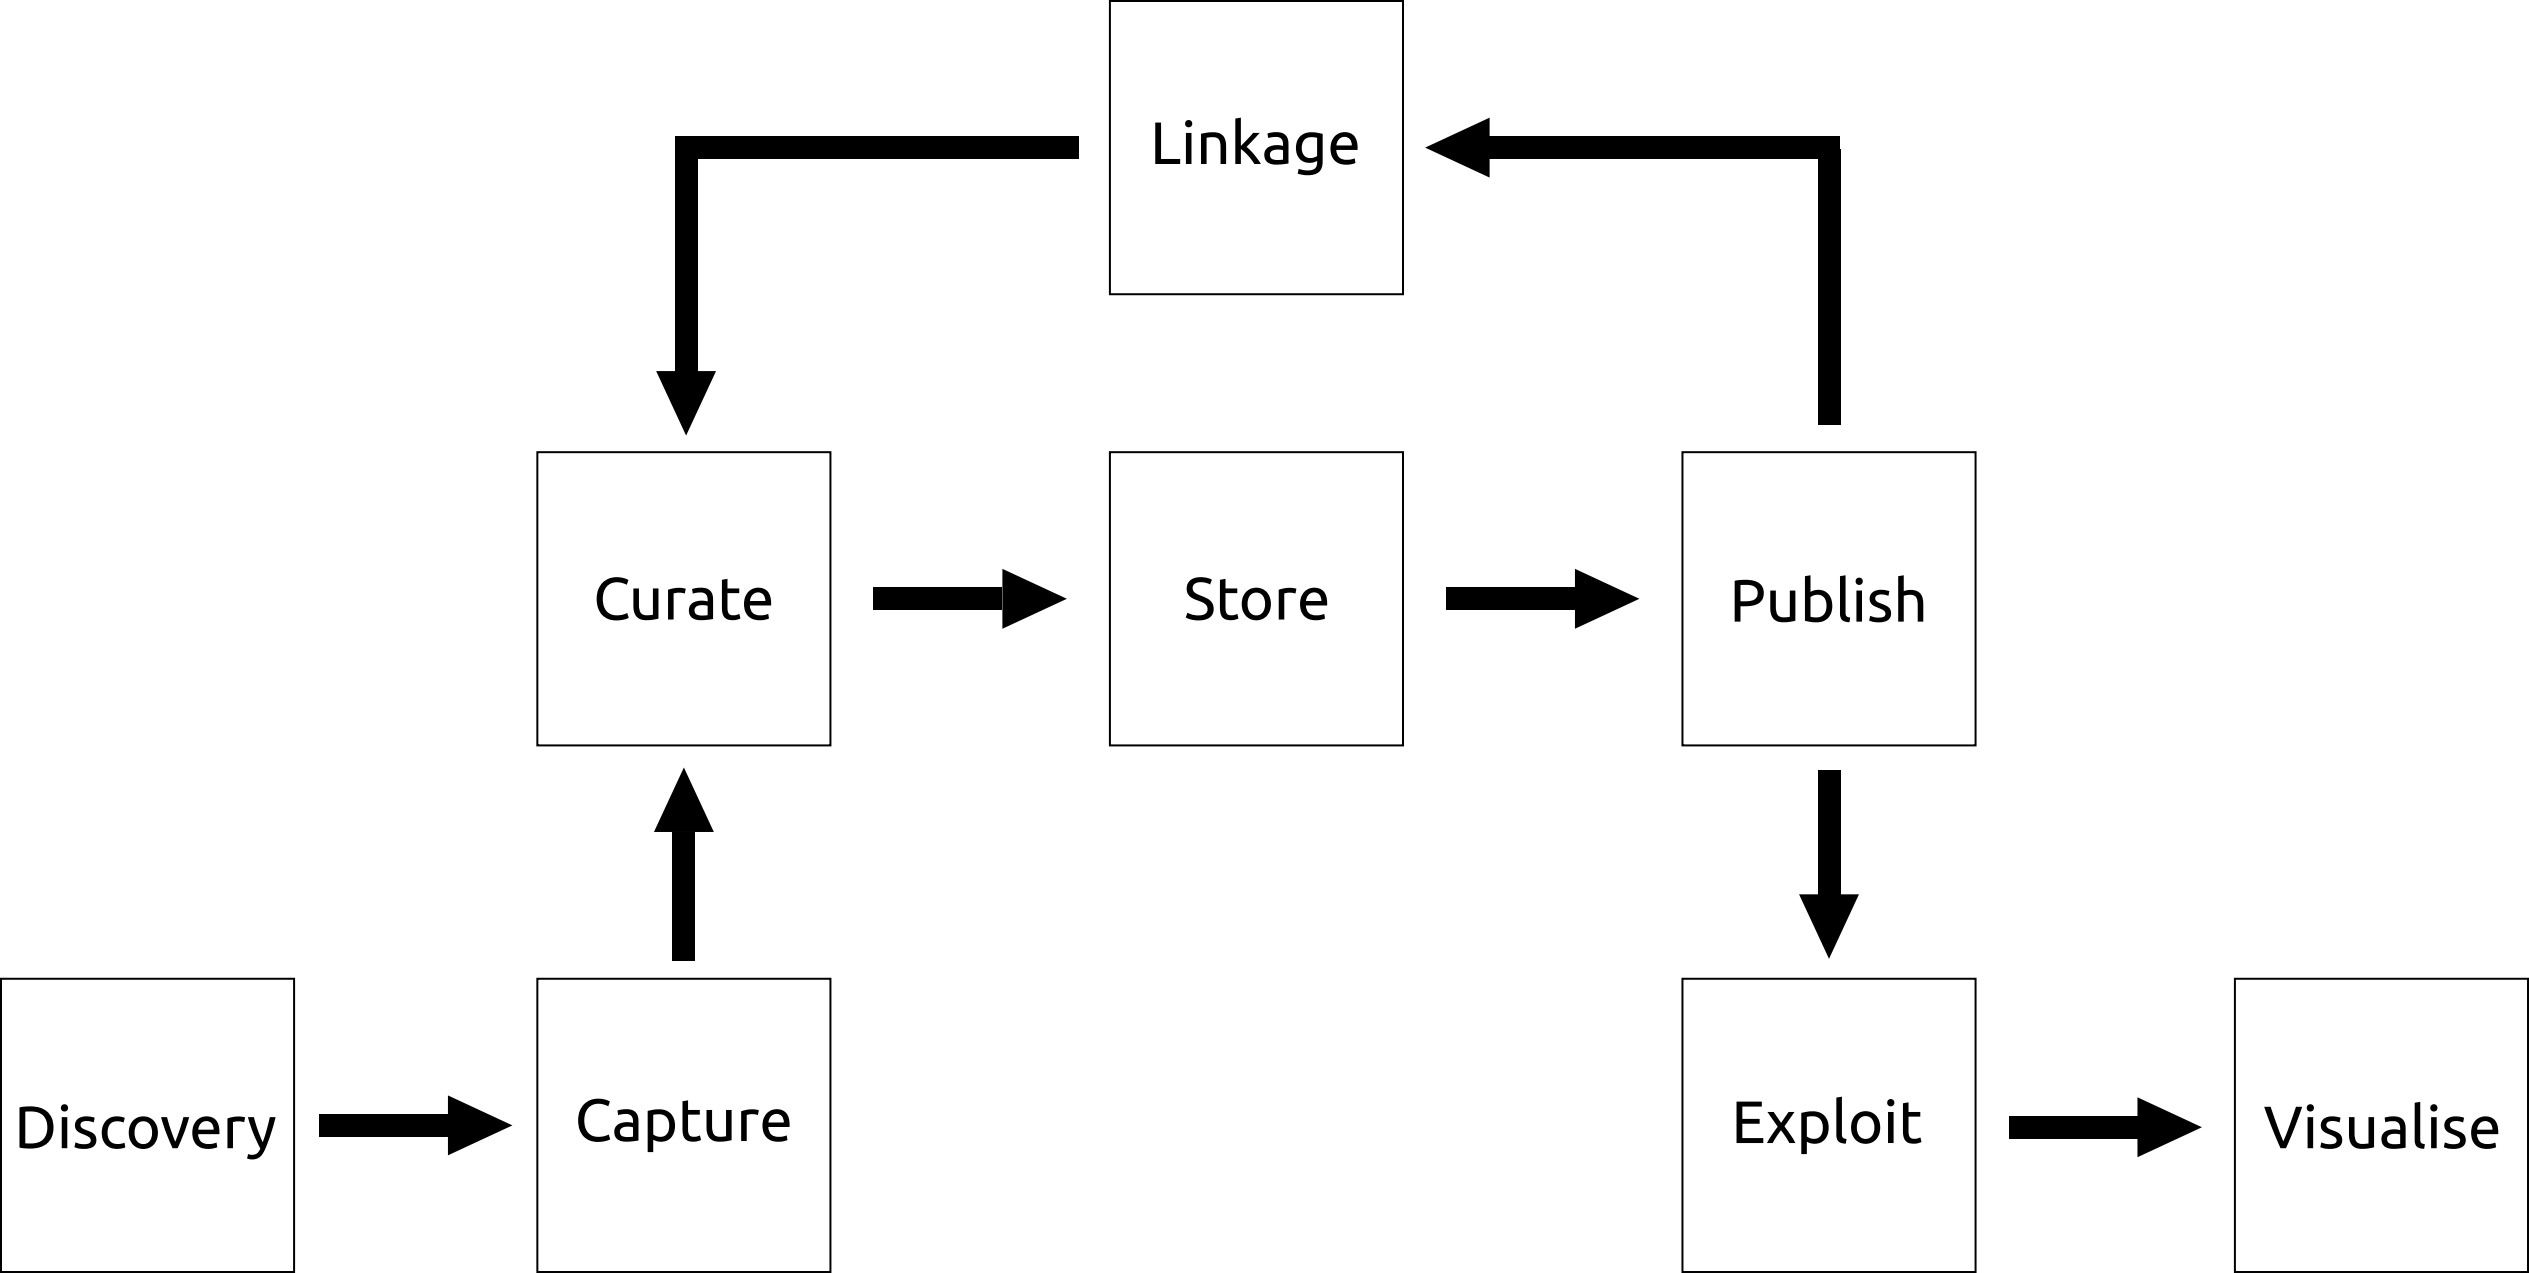 Linkage
Curate
Store
Publish
Discovery
Capture
Exploit
Visualise